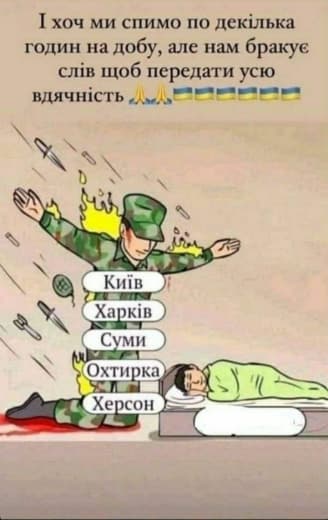 І хоч ми спимо по декілька
годин на добу, але нам бракує
слів щоб передати усю
вдячність 🙏🙏🇺🇦🇺🇦🇺🇦🇺🇦🇺🇦🇺🇦
Київ
Харків
Суми
Охтирка
Херсон